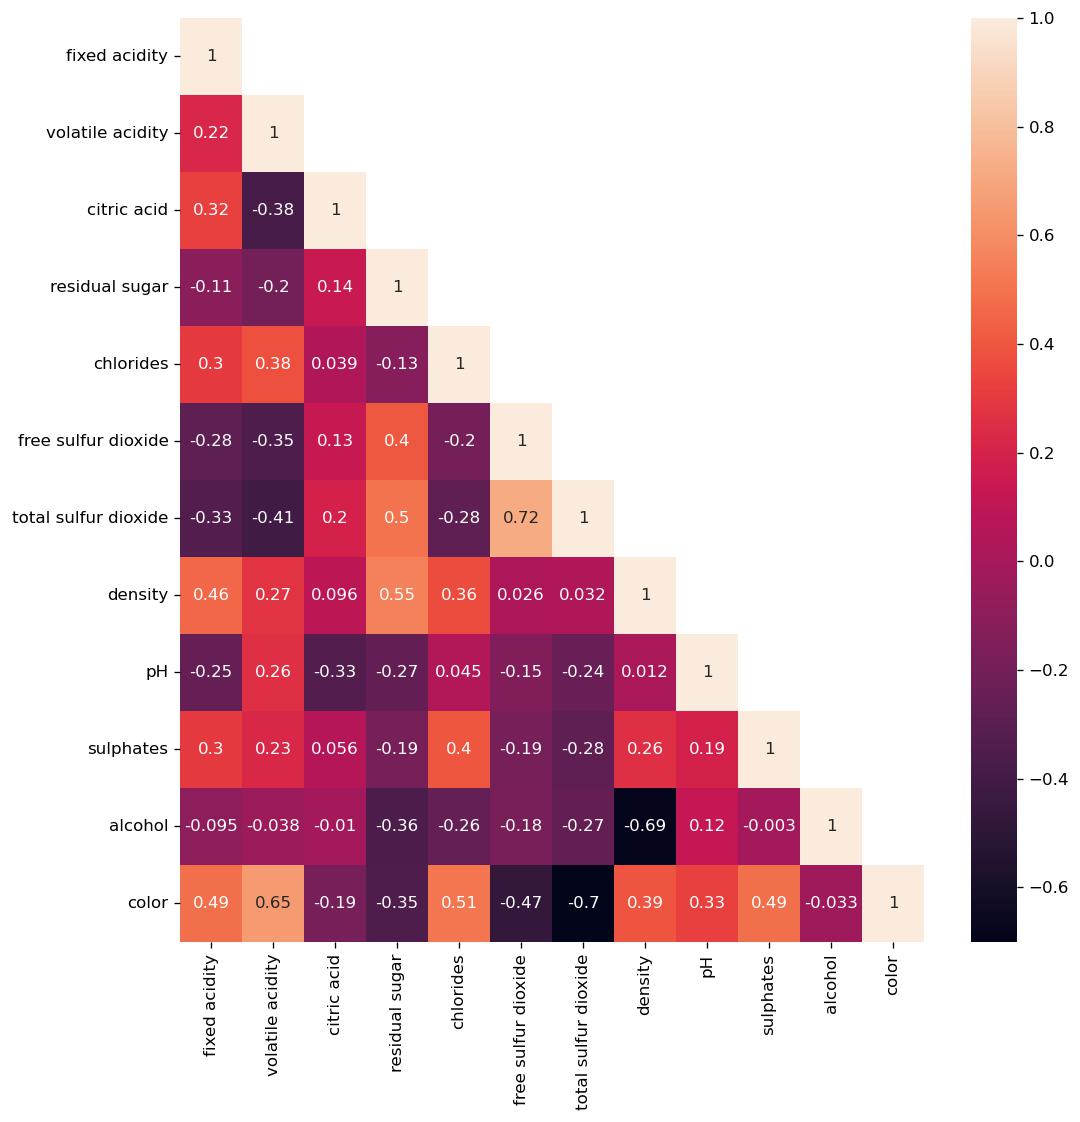 1.0
fixed acidity 1
0.8
volatile acidity 0.22 1
citric acid 0.32 -0.38 1
0.6
residual sugar -0.11 -0.2 0.14 1
0.4
chlorides 0.3 0.38 0.039 -0.13 1
free sulfur dioxide -0.28 -0.35 0.13 0.4 -0.2 1
0.2
total sulfur dioxide -0.33 -0.41 0.2 0.5 -0.28 0.72 1
0.0
density 0.46 0.27 0.096 0.55 0.36 0.026 0.032 1
pH -0.25 0.26 -0.33 -0.27 0.045 -0.15 -0.24 0.012 1
−0.2
sulphates 0.3 0.23 0.056 -0.19 0.4 -0.19 -0.28 0.26 0.19 1
−0.4
alcohol -0.095 -0.038 -0.01 -0.36 -0.26 -0.18 -0.27 -0.69 0.12 -0.003 1
−0.6
color 0.49 0.65 -0.19 -0.35 0.51 -0.47 -0.7 0.39 0.33 0.49 -0.033 1
fixed acidity
volatile acidity
citric acid
residual sugar
chlorides
free sulfur dioxide
total sulfur dioxide
density
pH
sulphates
alcohol
color